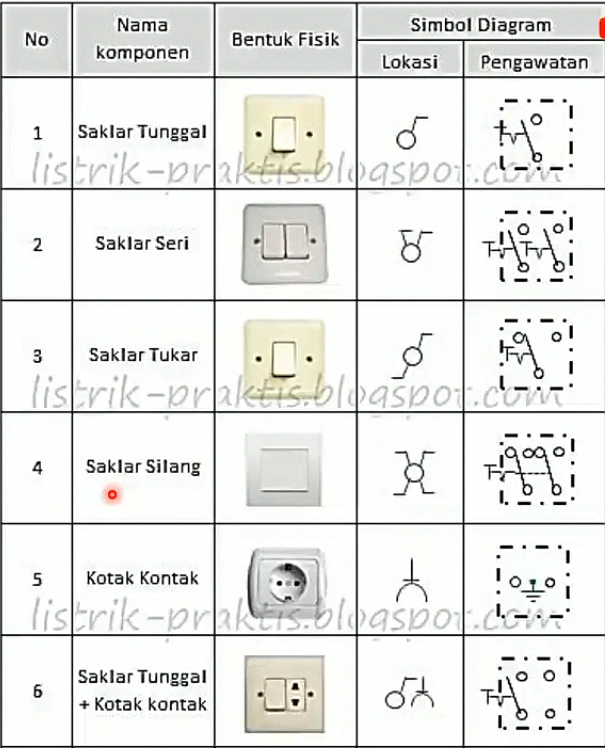 No
Nama
komponen
Bentuk Fisik
Simbol Diagram
Lokasi
Pengawatan
1
Saklar Tunggal
listrik-praktis.blogspot.com
2
Saklar Seri
3
Saklar Tukar
listrik-praktis.blogspot.com
4
Saklar Silang
5
Kotak Kontak
listrik-praktis.blogspot.com
6
Saklar Tunggal
+ Kotak kontak